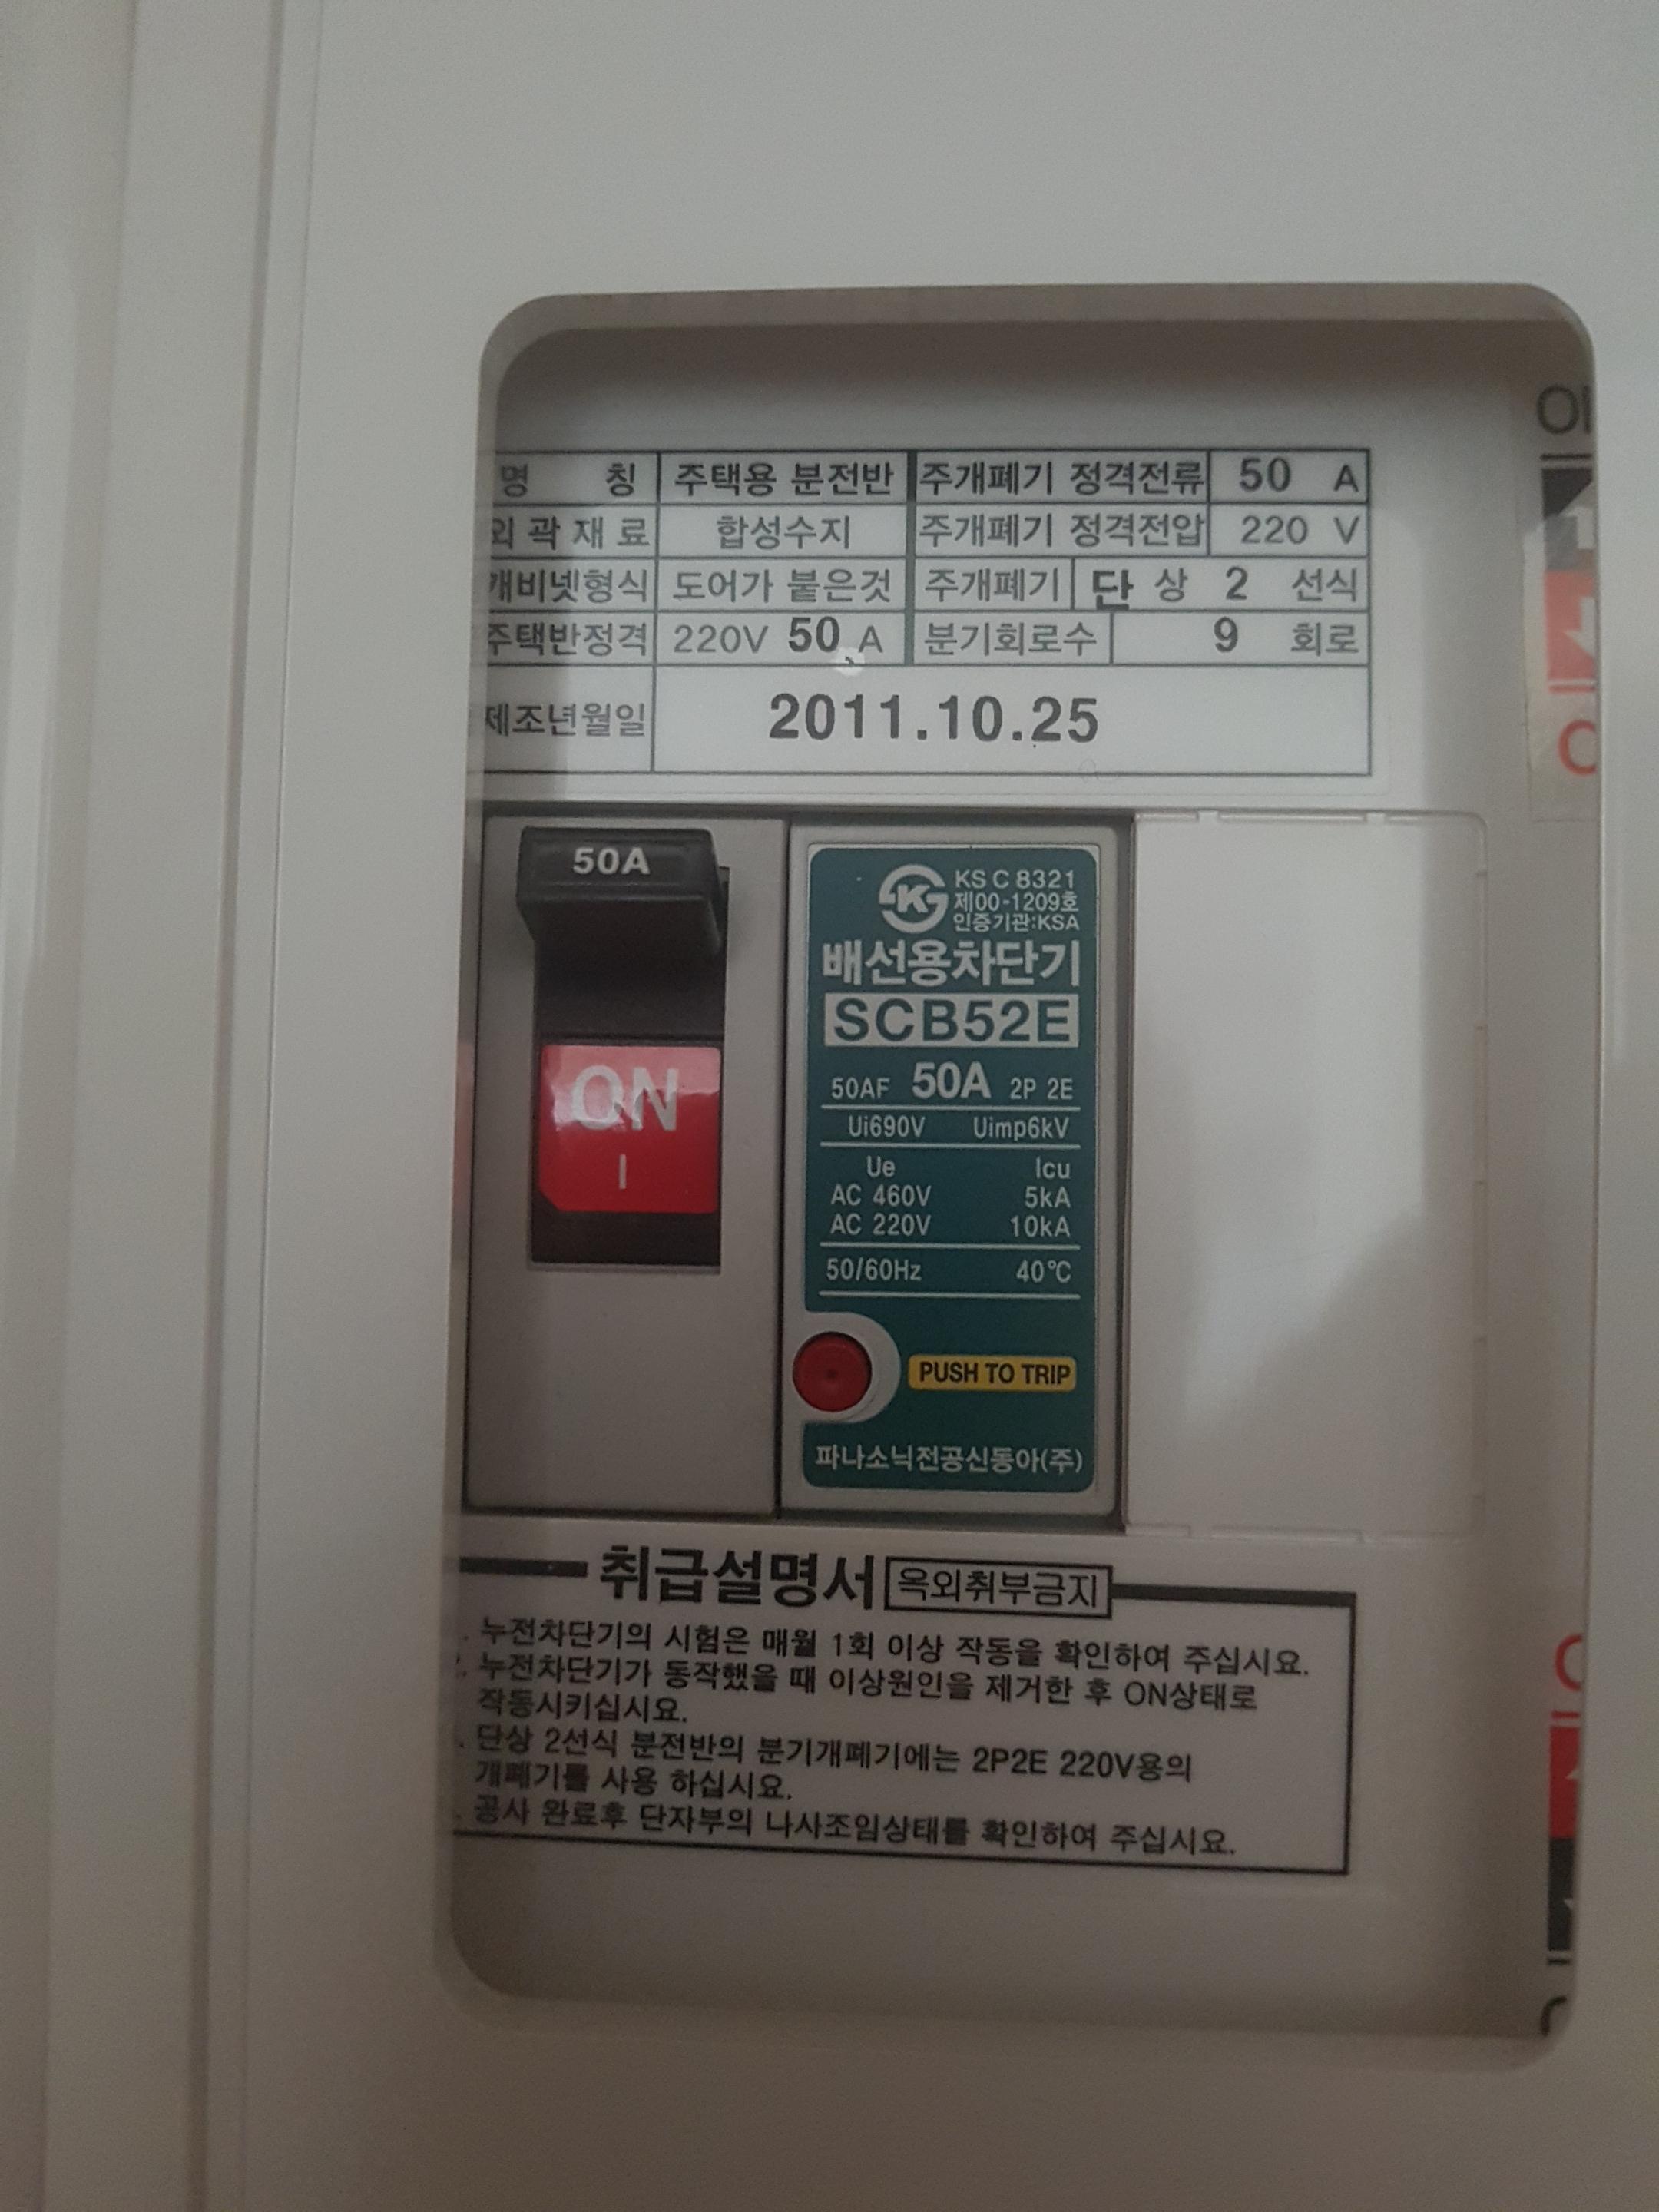 명 칭 주택용 분전반 주개폐기 정격전류 50 A
외 곽 재 료 합성수지 주개폐기 정격전압 220 V
캐비넷형식 도어가 붙은것 주개폐기 단 상 2 선식
주택반정격 220V 50 A 분기회로수 9 회로
제조년월일 2011.10.25
50A
ON
I
KS C 8321
제00-1209호
인증기관:KSA
배선용차단기
SCB52E
50AF 50A 2P 2E
Ui690V Uimp6kV
Ue Icu
AC 460V 5kA
AC 220V 10kA
50/60Hz 40℃
PUSH TO TRIP
파나소닉전공신동아(주)
취급설명서 옥외취부금지
. 누전차단기의 시험은 매월 1회 이상 작동을 확인하여 주십시요.
2. 누전차단기가 동작했을 때 이상원인을 제거한 후 ON상태로
작동시키십시요.
. 단상 2선식 분전반의 분기개폐기에는 2P2E 220V용의
개폐기를 사용 하십시요.
. 공사 완료후 단자부의 나사조임상태를 확인하여 주십시요.